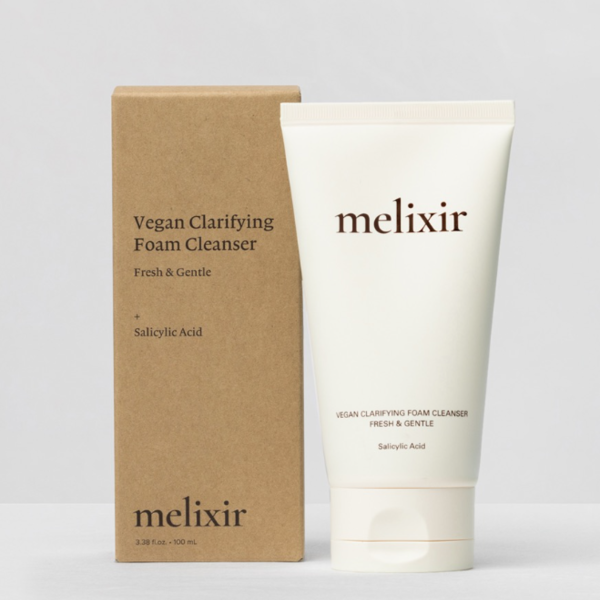 Vegan Clarifying
Foam Cleanser
Fresh & Gentle
+
Salicylic Acid
melixir
3.38 fl.oz. • 100 mL
melixir
VEGAN CLARIFYING FOAM CLEANSER
FRESH & GENTLE
Salicylic Acid